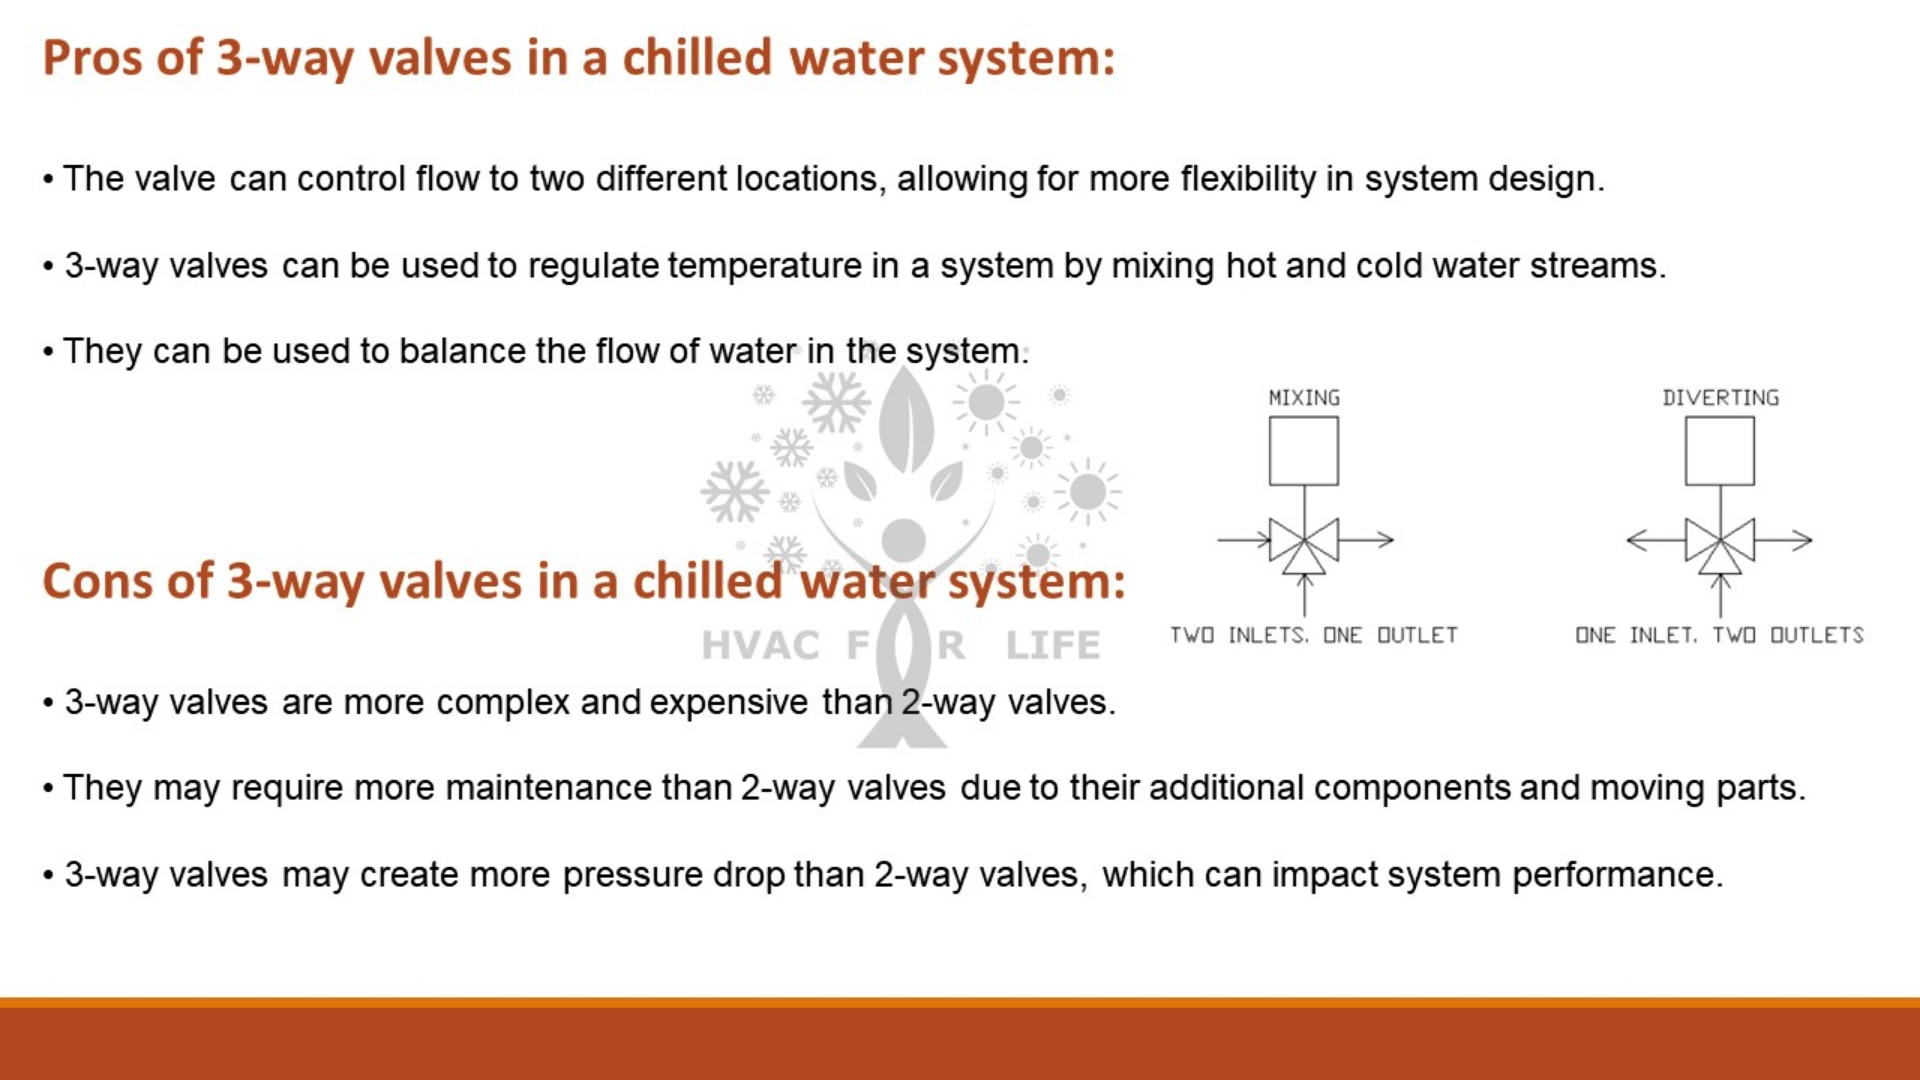 Pros of 3-way valves in a chilled water system:
• The valve can control flow to two different locations, allowing for more flexibility in system design.
• 3-way valves can be used to regulate temperature in a system by mixing hot and cold water streams.
• They can be used to balance the flow of water in the system.
MIXING
DIVERTING
TWO INLETS, ONE OUTLET
ONE INLET, TWO OUTLETS
Cons of 3-way valves in a chilled water system:
HVAC FOR LIFE
• 3-way valves are more complex and expensive than 2-way valves.
• They may require more maintenance than 2-way valves due to their additional components and moving parts.
• 3-way valves may create more pressure drop than 2-way valves, which can impact system performance.